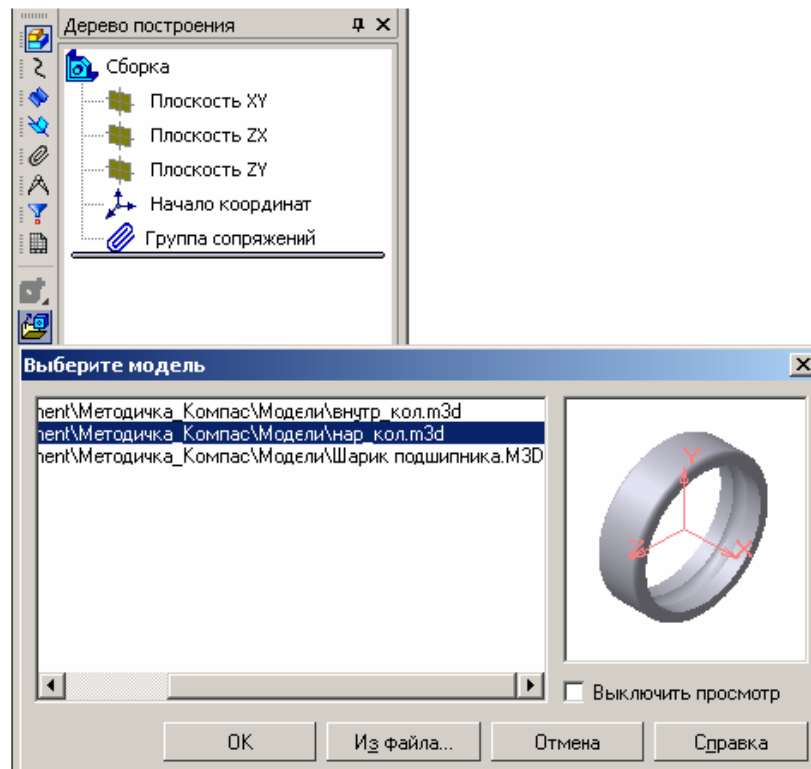 Дерево построения
Сборка
Плоскость XY
Плоскость ZX
Плоскость ZY
Начало координат
Группа сопряжений
Выберите модель
nent\Методичка_Компас\Модели\внутр_кол.m3d
nent\Методичка_Компас\Модели\нар_кол.m3d
nent\Методичка_Компас\Модели\Шарик подшипника.M3D
Y
Z X
Выключить просмотр
OK Из файла... Отмена Справка